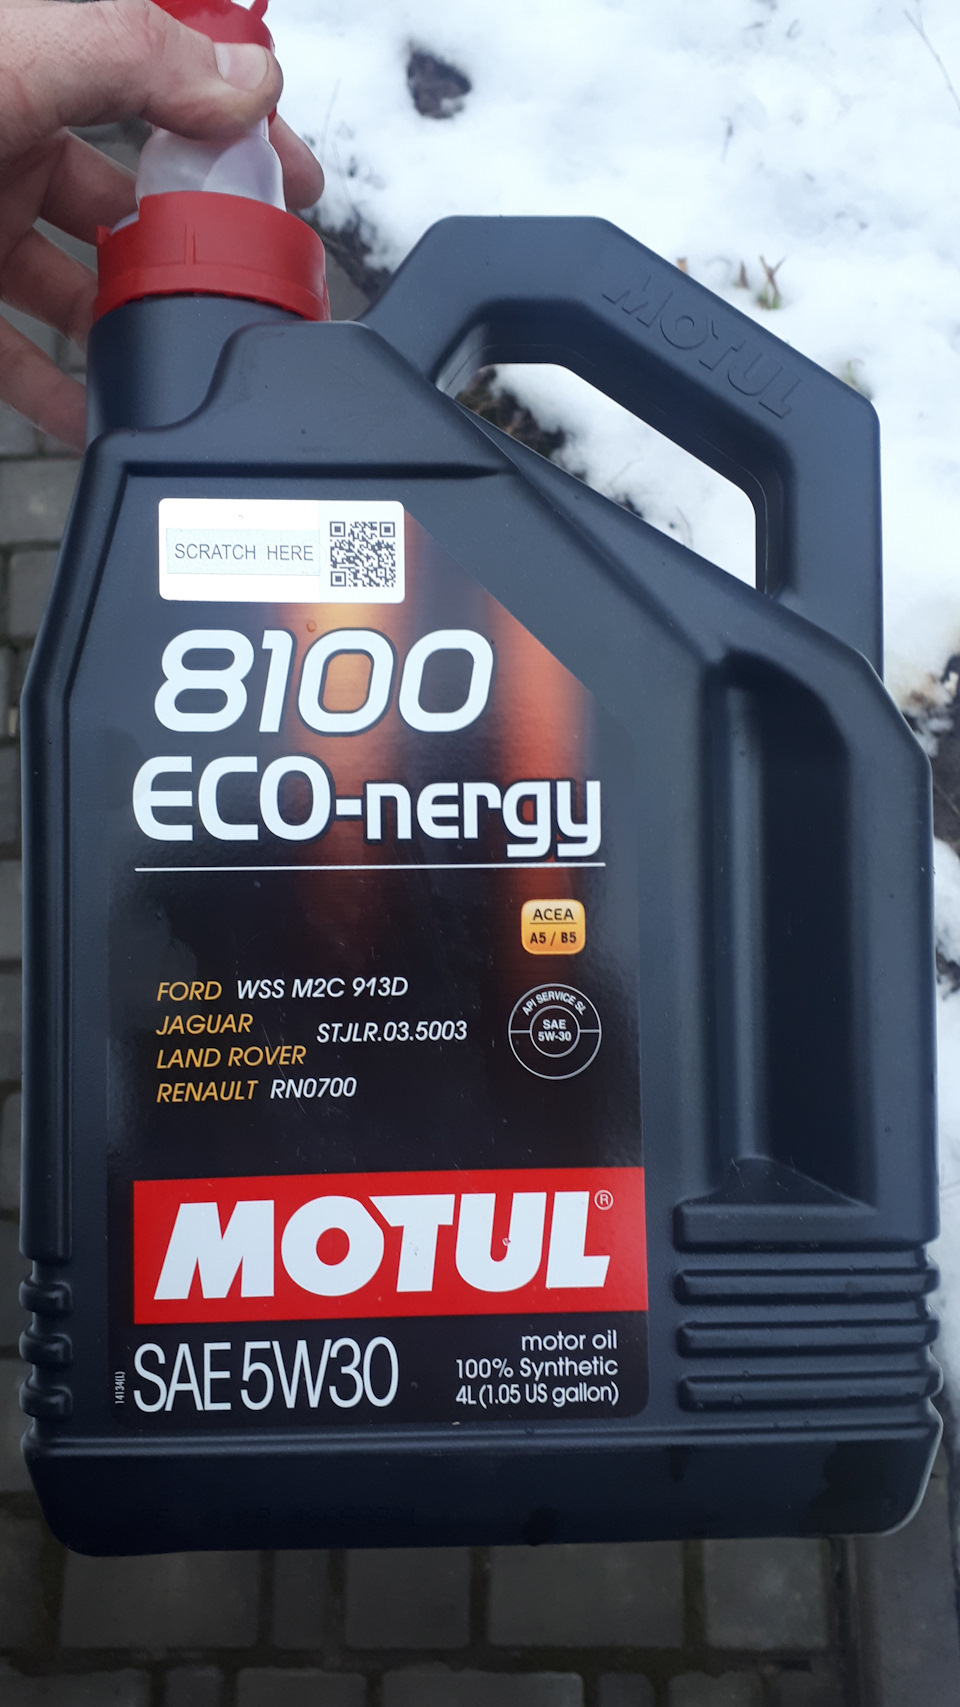 MOTUL
SCRATCH HERE
8100
ECO-nergy
ACEA
A5 / B5
FORD WSS M2C 913D
JAGUAR
STJLR.03.5003
LAND ROVER
RENAULT RN0700
API SERVICE SL
SAE
5W-30
MOTUL®
SAE 5W30
motor oil
100% Synthetic
4L (1.05 US gallon)
14134(L)